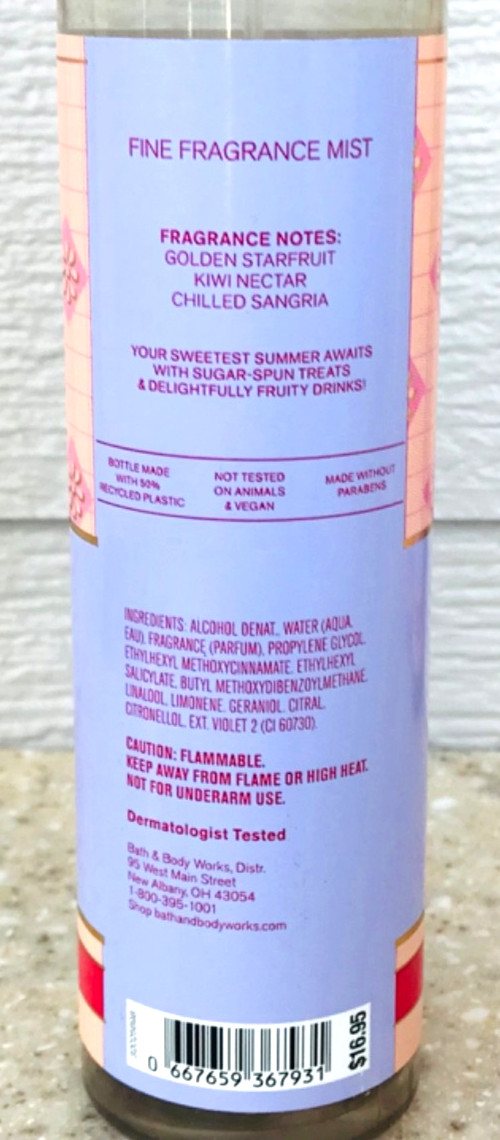 FINE FRAGRANCE MIST
FRAGRANCE NOTES:
GOLDEN STARFRUIT
KIWI NECTAR
CHILLED SANGRIA
YOUR SWEETEST SUMMER AWAITS
WITH SUGAR-SPUN TREATS
& DELIGHTFULLY FRUITY DRINKS!
BOTTLE MADE
WITH 50%
RECYCLED PLASTIC
NOT TESTED
ON ANIMALS
& VEGAN
MADE WITHOUT
PARABENS
INGREDIENTS: ALCOHOL DENAT., WATER (AQUA,
EAU), FRAGRANCE (PARFUM), PROPYLENE GLYCOL,
ETHYLHEXYL METHOXYCINNAMATE, ETHYLHEXYL
SALICYLATE, BUTYL METHOXYDIBENZOYLMETHANE,
LINALOOL, LIMONENE, GERANIOL, CITRAL,
CITRONELLOL, EXT. VIOLET 2 (CI 60730).
CAUTION: FLAMMABLE.
KEEP AWAY FROM FLAME OR HIGH HEAT.
NOT FOR UNDERARM USE.
Dermatologist Tested
Bath & Body Works, Distr.
95 West Main Street
New Albany, OH 43054
1-800-395-1001
Shop bathandbodyworks.com
0 667659 367931
$16.95